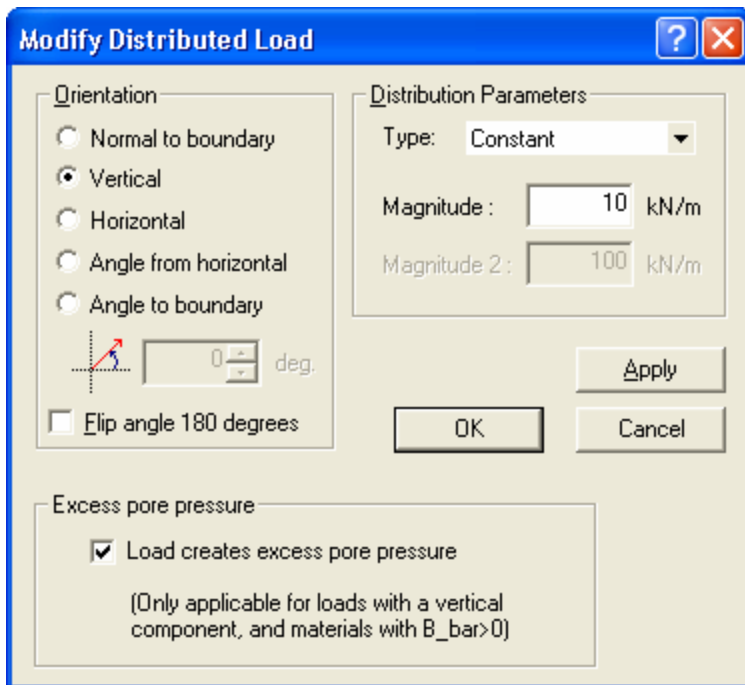 Modify Distributed Load
Orientation
Normal to boundary
Vertical
Horizontal
Angle from horizontal
Angle to boundary
0 deg.
Flip angle 180 degrees
Distribution Parameters
Type: Constant
Magnitude : 10 kN/m
Magnitude 2 : 100 kN/m
Apply
OK Cancel
Excess pore pressure
Load creates excess pore pressure
(Only applicable for loads with a vertical
component, and materials with B_bar>0)